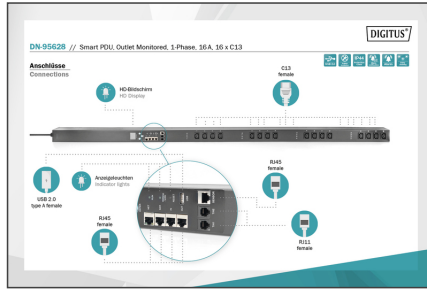 DIGITUS®
DN-95628 // Smart PDU, Outlet Monitored, 1-Phase, 16 A, 16 x C13
Anschlüsse
Connections
C13
female
HD-Bildschirm
HD Display
USB 2.0
type A female
Anzeigeleuchten
Indicator lights
RJ45
female
RJ45
female
RJ11
female